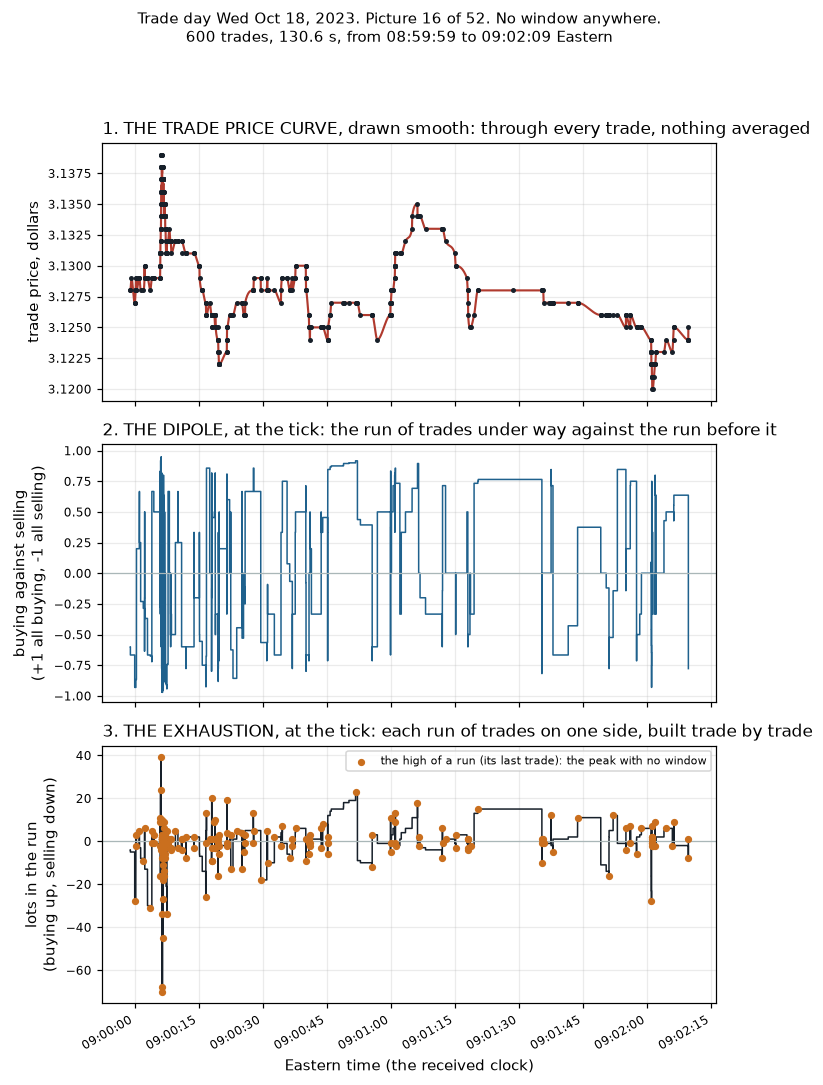 Trade day Wed Oct 18, 2023. Picture 16 of 52. No window anywhere.
600 trades, 130.6 s, from 08:59:59 to 09:02:09 Eastern
1. THE TRADE PRICE CURVE, drawn smooth: through every trade, nothing averaged
trade price, dollars
3.1375
3.1350
3.1325
3.1300
3.1275
3.1250
3.1225
3.1200
2. THE DIPOLE, at the tick: the run of trades under way against the run before it
buying against selling
(+1 all buying, -1 all selling)
1.00
0.75
0.50
0.25
0.00
−0.25
−0.50
−0.75
−1.00
3. THE EXHAUSTION, at the tick: each run of trades on one side, built trade by trade
the high of a run (its last trade): the peak with no window
lots in the run
(buying up, selling down)
40
20
0
−20
−40
−60
09:00:00
09:00:15
09:00:30
09:00:45
09:01:00
09:01:15
09:01:30
09:01:45
09:02:00
09:02:15
Eastern time (the received clock)